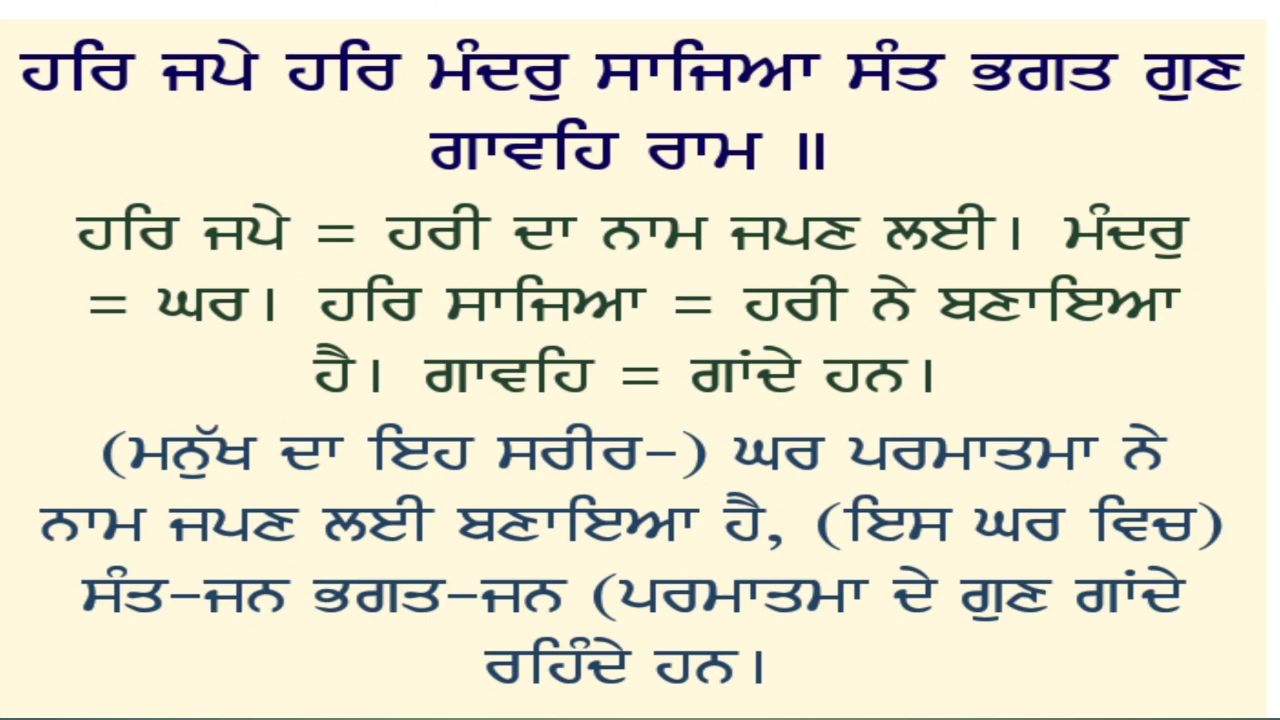 ਹਰਿ ਜਪੇ ਹਰਿ ਮੰਦਰੁ ਸਾਜਿਆ ਸੰਤ ਭਗਤ ਗੁਣ
ਗਾਵਹਿ ਰਾਮ ॥
ਹਰਿ ਜਪੇ = ਹਰੀ ਦਾ ਨਾਮ ਜਪਣ ਲਈ। ਮੰਦਰੁ
= ਘਰ। ਹਰਿ ਸਾਜਿਆ = ਹਰੀ ਨੇ ਬਣਾਇਆ
ਹੈ। ਗਾਵਹਿ = ਗਾਂਦੇ ਹਨ।
(ਮਨੁੱਖ ਦਾ ਇਹ ਸਰੀਰ-) ਘਰ ਪਰਮਾਤਮਾ ਨੇ
ਨਾਮ ਜਪਣ ਲਈ ਬਣਾਇਆ ਹੈ, (ਇਸ ਘਰ ਵਿਚ)
ਸੰਤ-ਜਨ ਭਗਤ-ਜਨ (ਪਰਮਾਤਮਾ ਦੇ ਗੁਣ ਗਾਂਦੇ
ਰਹਿੰਦੇ ਹਨ।